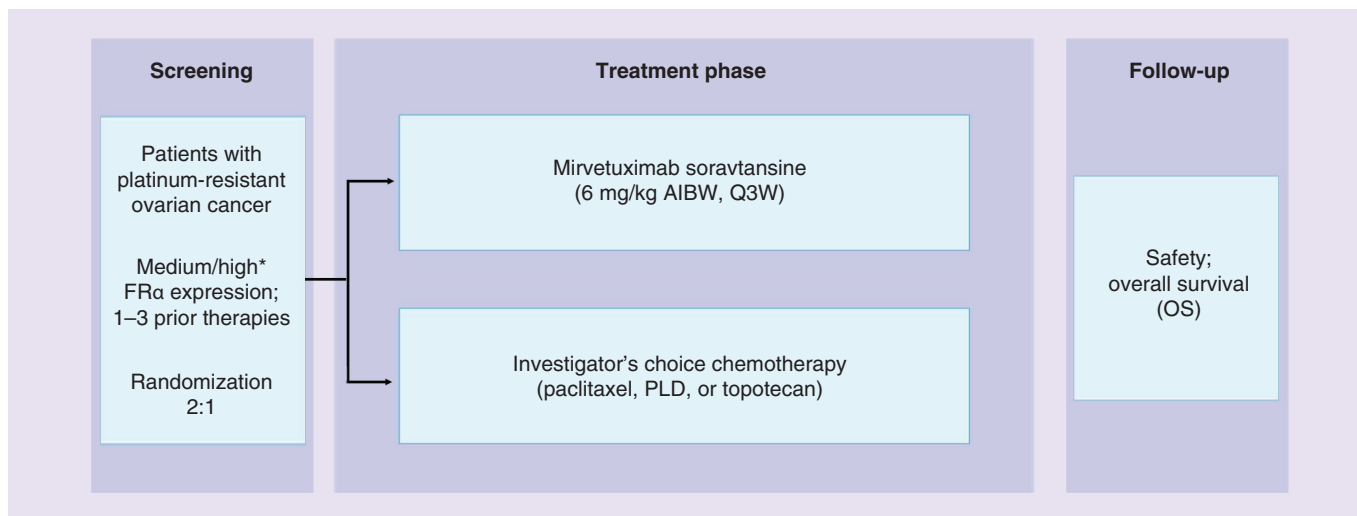 Screening
Patients with
platinum-resistant
ovarian cancer
Medium/high*
FRα expression;
1–3 prior therapies
Randomization
2:1
Treatment phase
Mirvetuximab soravtansine
(6 mg/kg AIBW, Q3W)
Investigator's choice chemotherapy
(paclitaxel, PLD, or topotecan)
Follow-up
Safety;
overall survival
(OS)